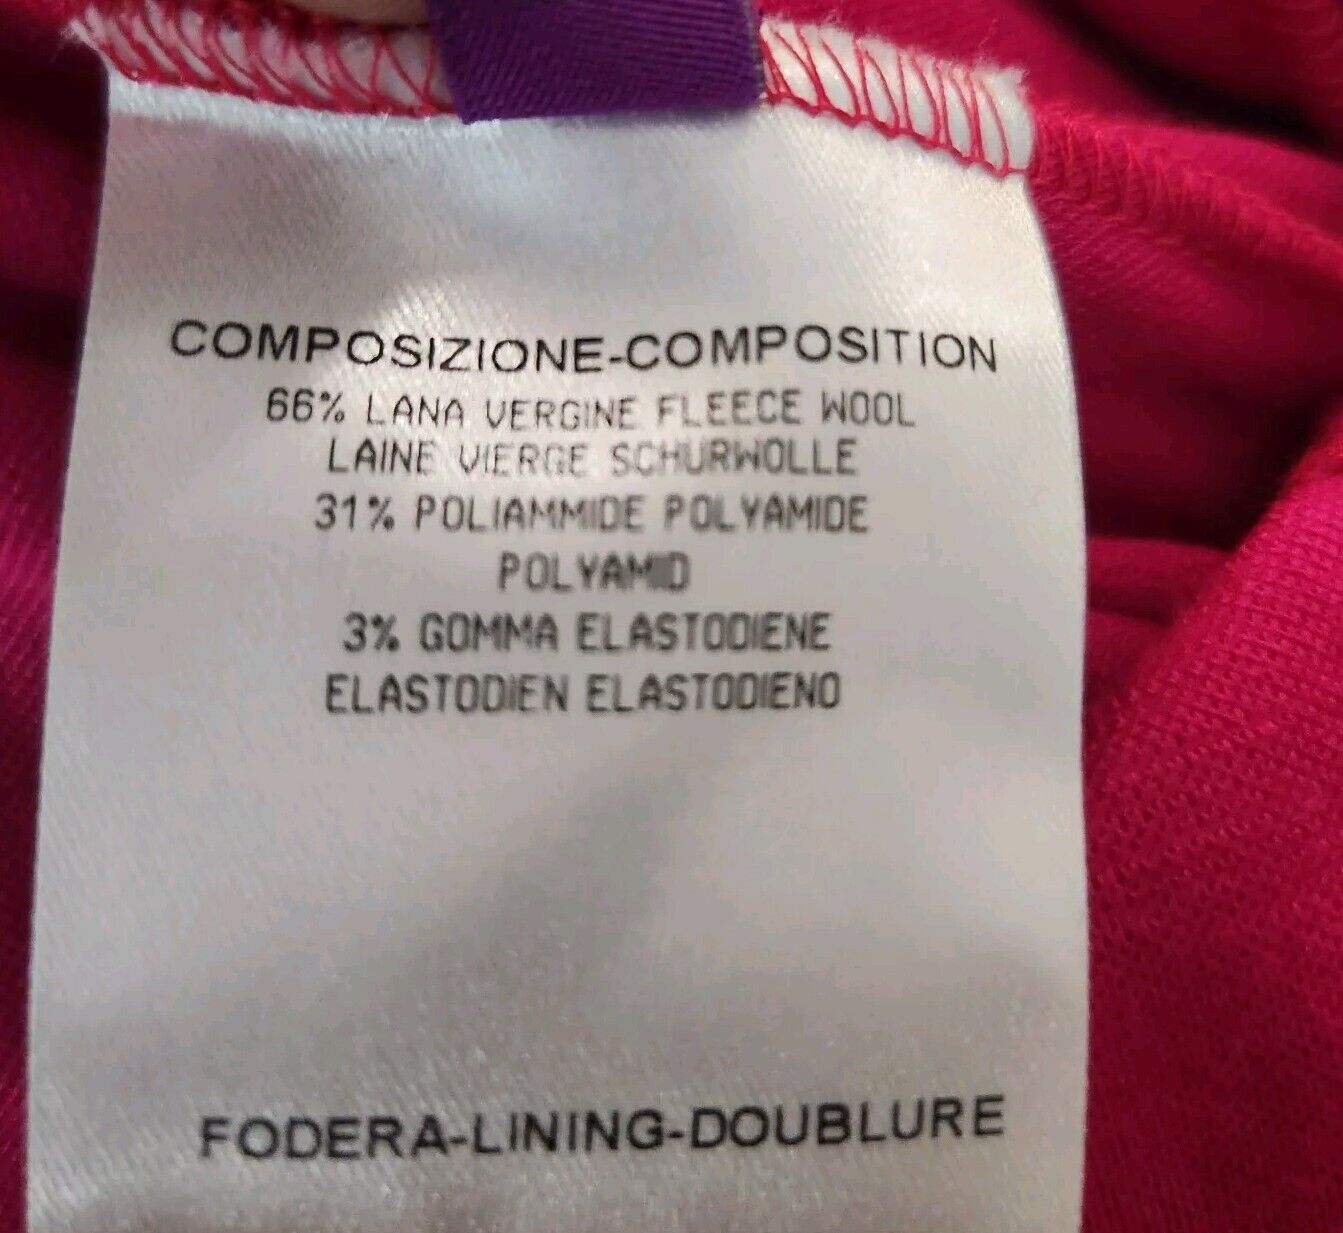 COMPOSIZIONE-COMPOSITION
66% LANA VERGINE FLEECE WOOL
LAINE VIERGE SCHURWOLLE
31% POLIAMMIDE POLYAMIDE
POLYAMID
3% GOMMA ELASTODIENE
ELASTODIEN ELASTODIENO
FODERA-LINING-DOUBLURE